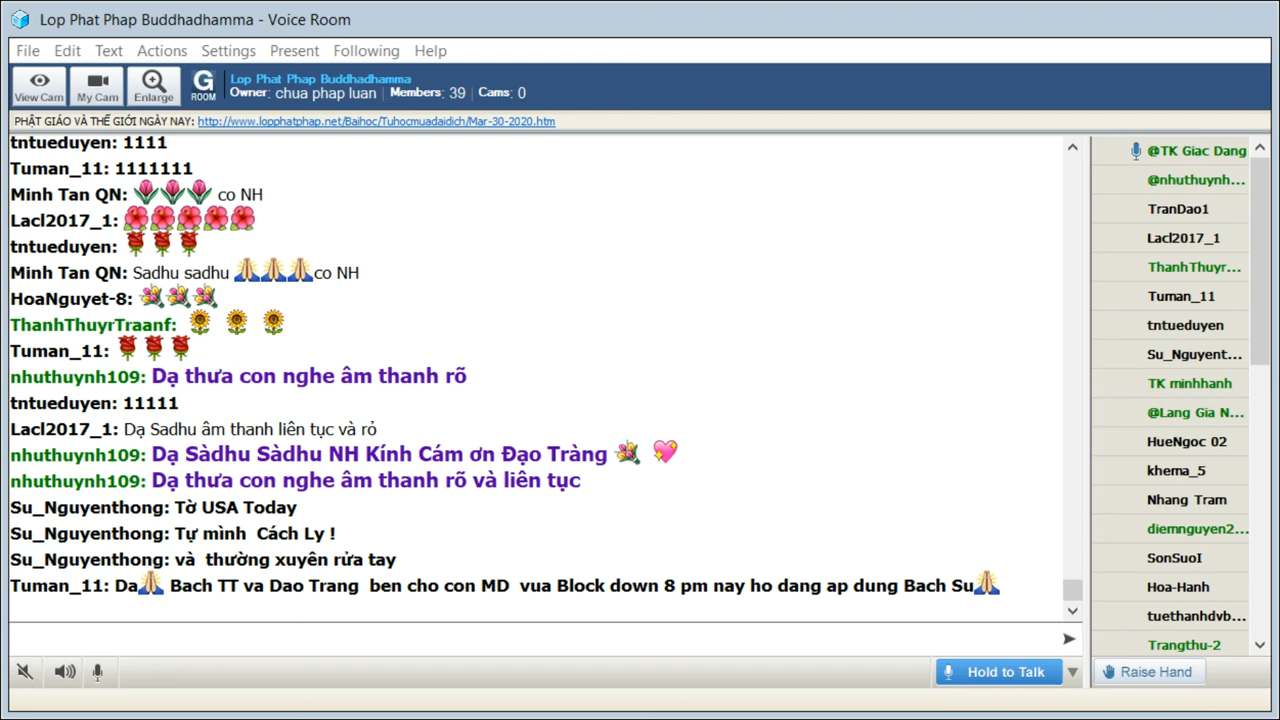 Lop Phat Phap Buddhadhamma - Voice Room
File Edit Text Actions Settings Present Following Help
View Cam My Cam Enlarge G ROOM
Lop Phat Phap Buddhadhamma
Owner: chua phap luan | Members: 39 | Cams: 0
PHẬT GIÁO VÀ THẾ GIỚI NGÀY NAY: http://www.lopphatphap.net/Baihoc/Tuhocmuadaidich/Mar-30-2020.htm
tntueduyen: 1111
Tuman_11: 1111111
Minh Tan QN: co NH
Lacl2017_1:
tntueduyen:
Minh Tan QN: Sadhu sadhu co NH
HoaNguyet-8:
ThanhThuyrTraanf:
Tuman_11:
nhuthuynh109: Dạ thưa con nghe âm thanh rõ
tntueduyen: 11111
Lacl2017_1: Dạ Sadhu âm thanh liên tục và rỏ
nhuthuynh109: Dạ Sàdhu Sàdhu NH Kính Cám ơn Đạo Tràng
nhuthuynh109: Dạ thưa con nghe âm thanh rõ và liên tục
Su_Nguyenthong: Tờ USA Today
Su_Nguyenthong: Tự mình Cách Ly !
Su_Nguyenthong: và thường xuyên rửa tay
Tuman_11: Da Bach TT va Dao Trang ben cho con MD vua Block down 8 pm nay ho dang ap dung Bach Su
@TK Giac Dang
@nhuthuynh...
TranDao1
Lacl2017_1
ThanhThuyr...
Tuman_11
tntueduyen
Su_Nguyent...
TK minhhanh
@Lang Gia N...
HueNgoc 02
khema_5
Nhang Tram
diemnguyen2...
SonSuoI
Hoa-Hanh
tuethanhdvb...
Trangthu-2
Hold to Talk
Raise Hand